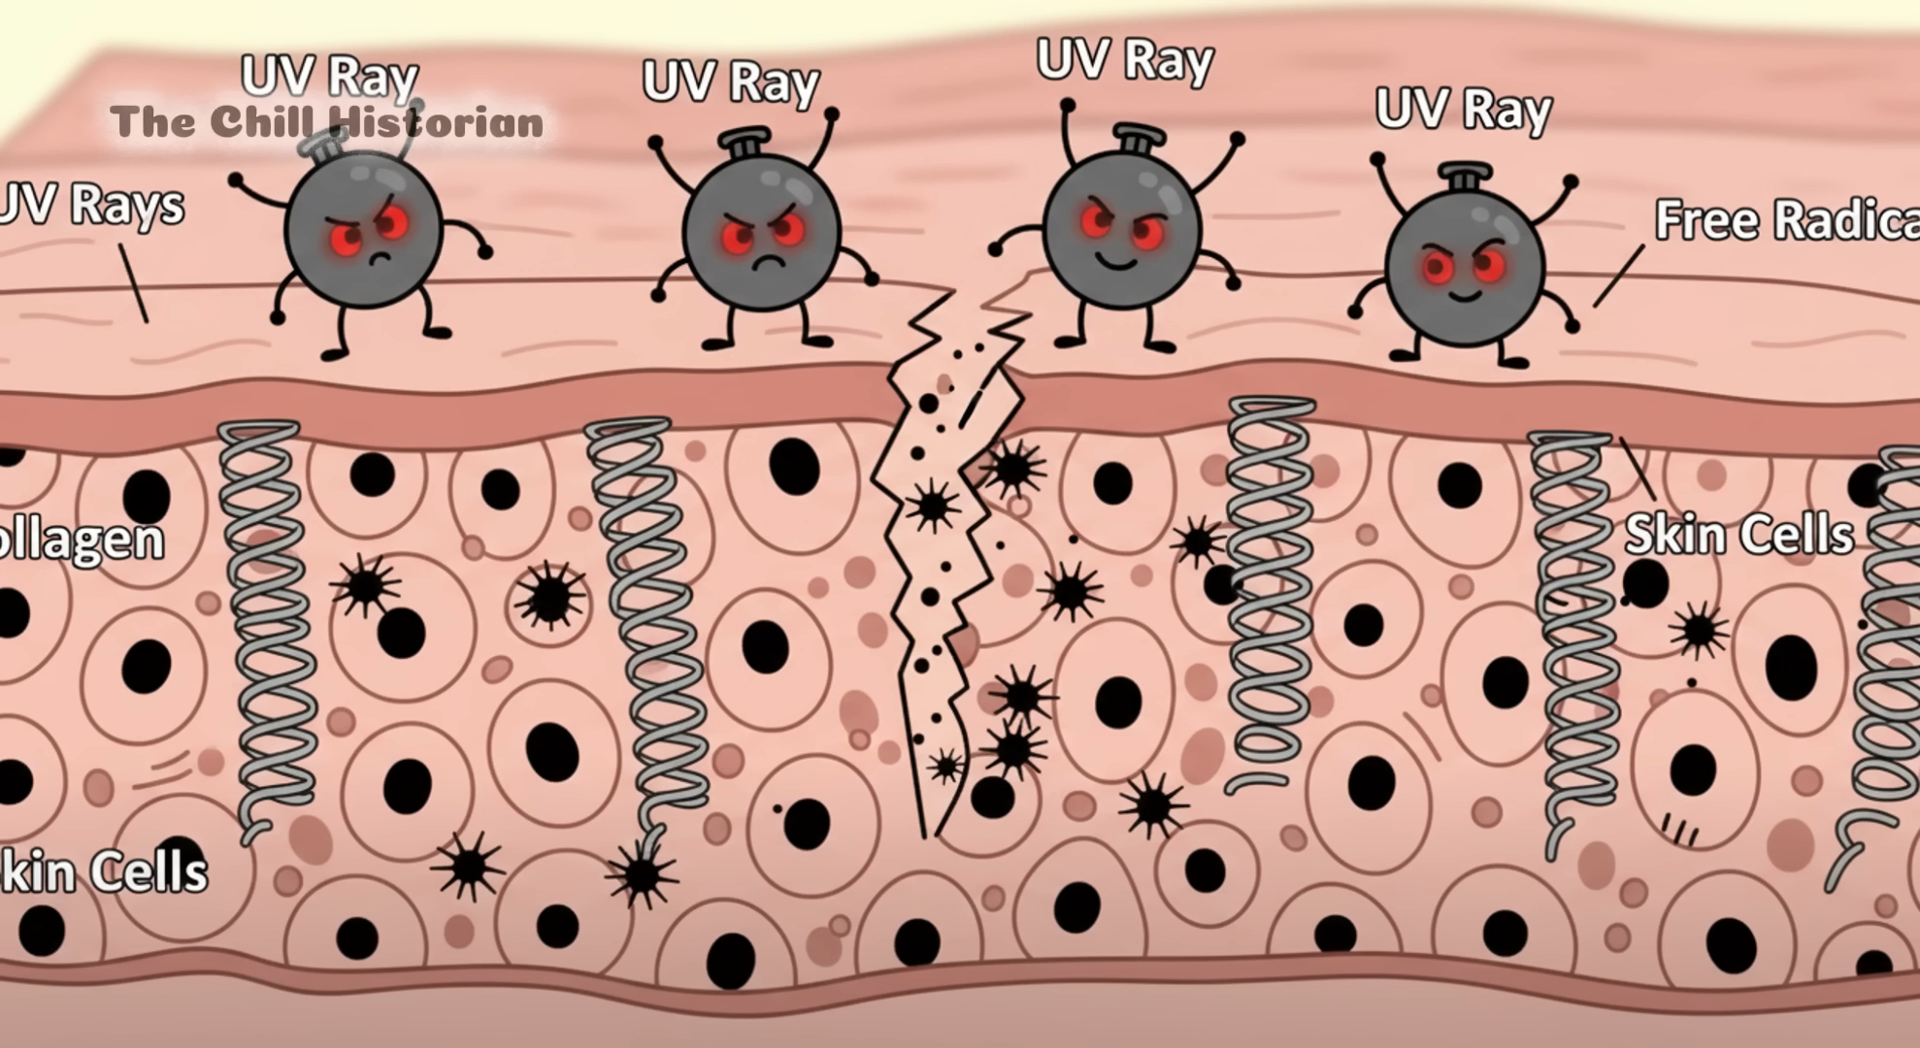 UV Ray
UV Ray
UV Ray
UV Ray
The Chill Historian
UV Rays
Free Radica
ollagen
Skin Cells
kin Cells